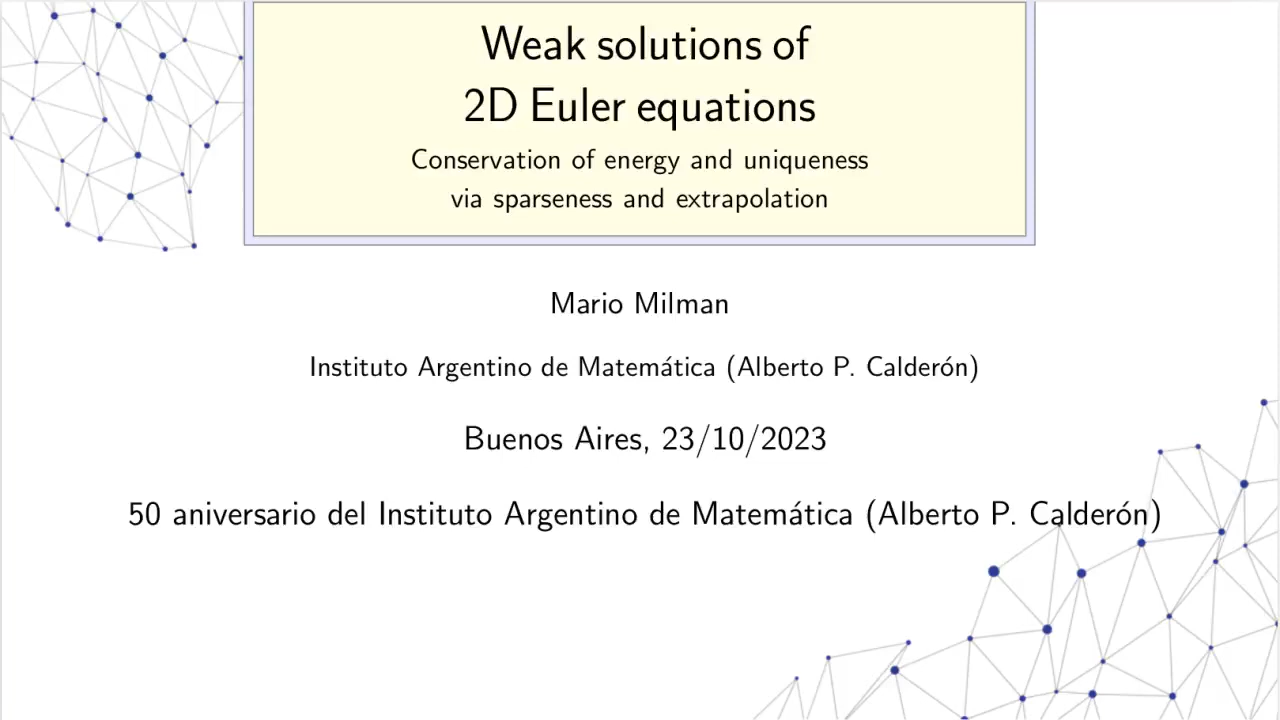 Weak solutions of
2D Euler equations
Conservation of energy and uniqueness
via sparseness and extrapolation
Mario Milman
Instituto Argentino de Matemática (Alberto P. Calderón)
Buenos Aires, 23/10/2023
50 aniversario del Instituto Argentino de Matemática (Alberto P. Calderón)